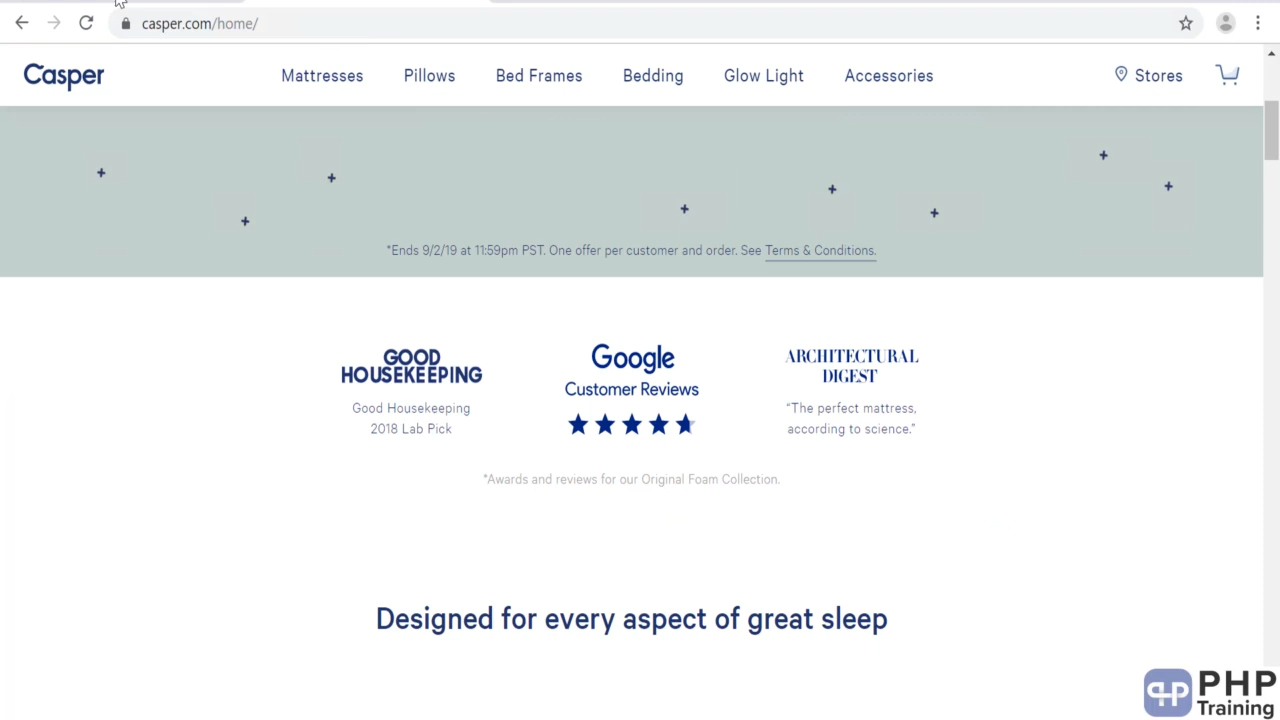 casper.com/home/
Casper
Mattresses
Pillows
Bed Frames
Bedding
Glow Light
Accessories
Stores
*Ends 9/2/19 at 11:59pm PST. One offer per customer and order. See Terms & Conditions.
GOOD
HOUSEKEEPING
Good Housekeeping
2018 Lab Pick
Google
Customer Reviews
ARCHITECTURAL
DIGEST
“The perfect mattress,
according to science.”
*Awards and reviews for our Original Foam Collection.
Designed for every aspect of great sleep
PHP
Training